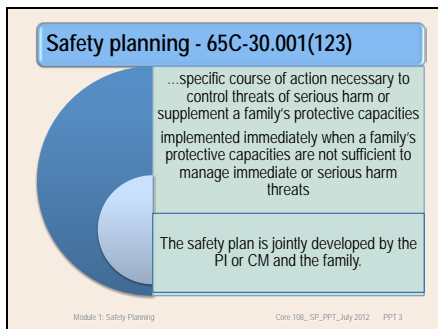 Safety planning - 65C-30.001(123)
…specific course of action necessary to
control threats of serious harm or
supplement a family's protective capacities
implemented immediately when a family's
protective capacities are not sufficient to
manage immediate or serious harm
threats
The safety plan is jointly developed by the
PI or CM and the family.
Module 1: Safety Planning
Core 108_ SP_PPT_July 2012 PPT 3